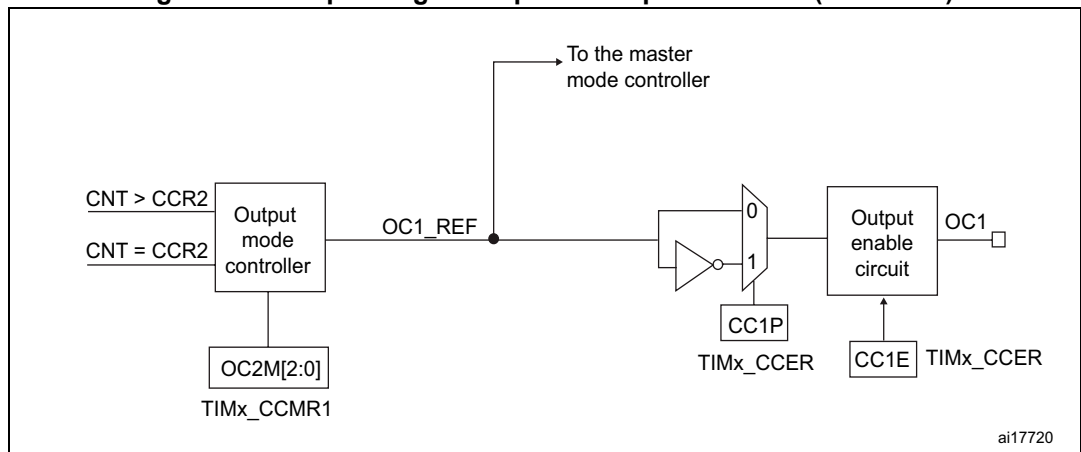 To the master
mode controller
CNT > CCR2
CNT = CCR2
Output
mode
controller
OC1_REF
0
1
Output
enable
circuit
OC1
CC1P
TIMx_CCER
CC1E
TIMx_CCER
OC2M[2:0]
TIMx_CCMR1
ai17720